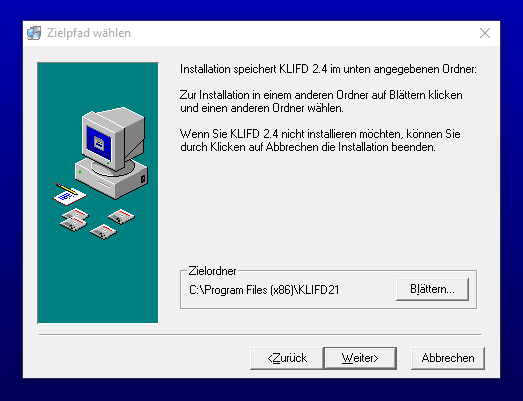 Zielpfad wählen
Installation speichert KLIFD 2.4 im unten angegebenen Ordner:
Zur Installation in einem anderen Ordner auf Blättern klicken
und einen anderen Ordner wählen.
Wenn Sie KLIFD 2.4 nicht installieren möchten, können Sie
durch Klicken auf Abbrechen die Installation beenden.
Zielordner
C:\Program Files (x86)\KLIFD21
Blättern...
<Zurück
Weiter>
Abbrechen